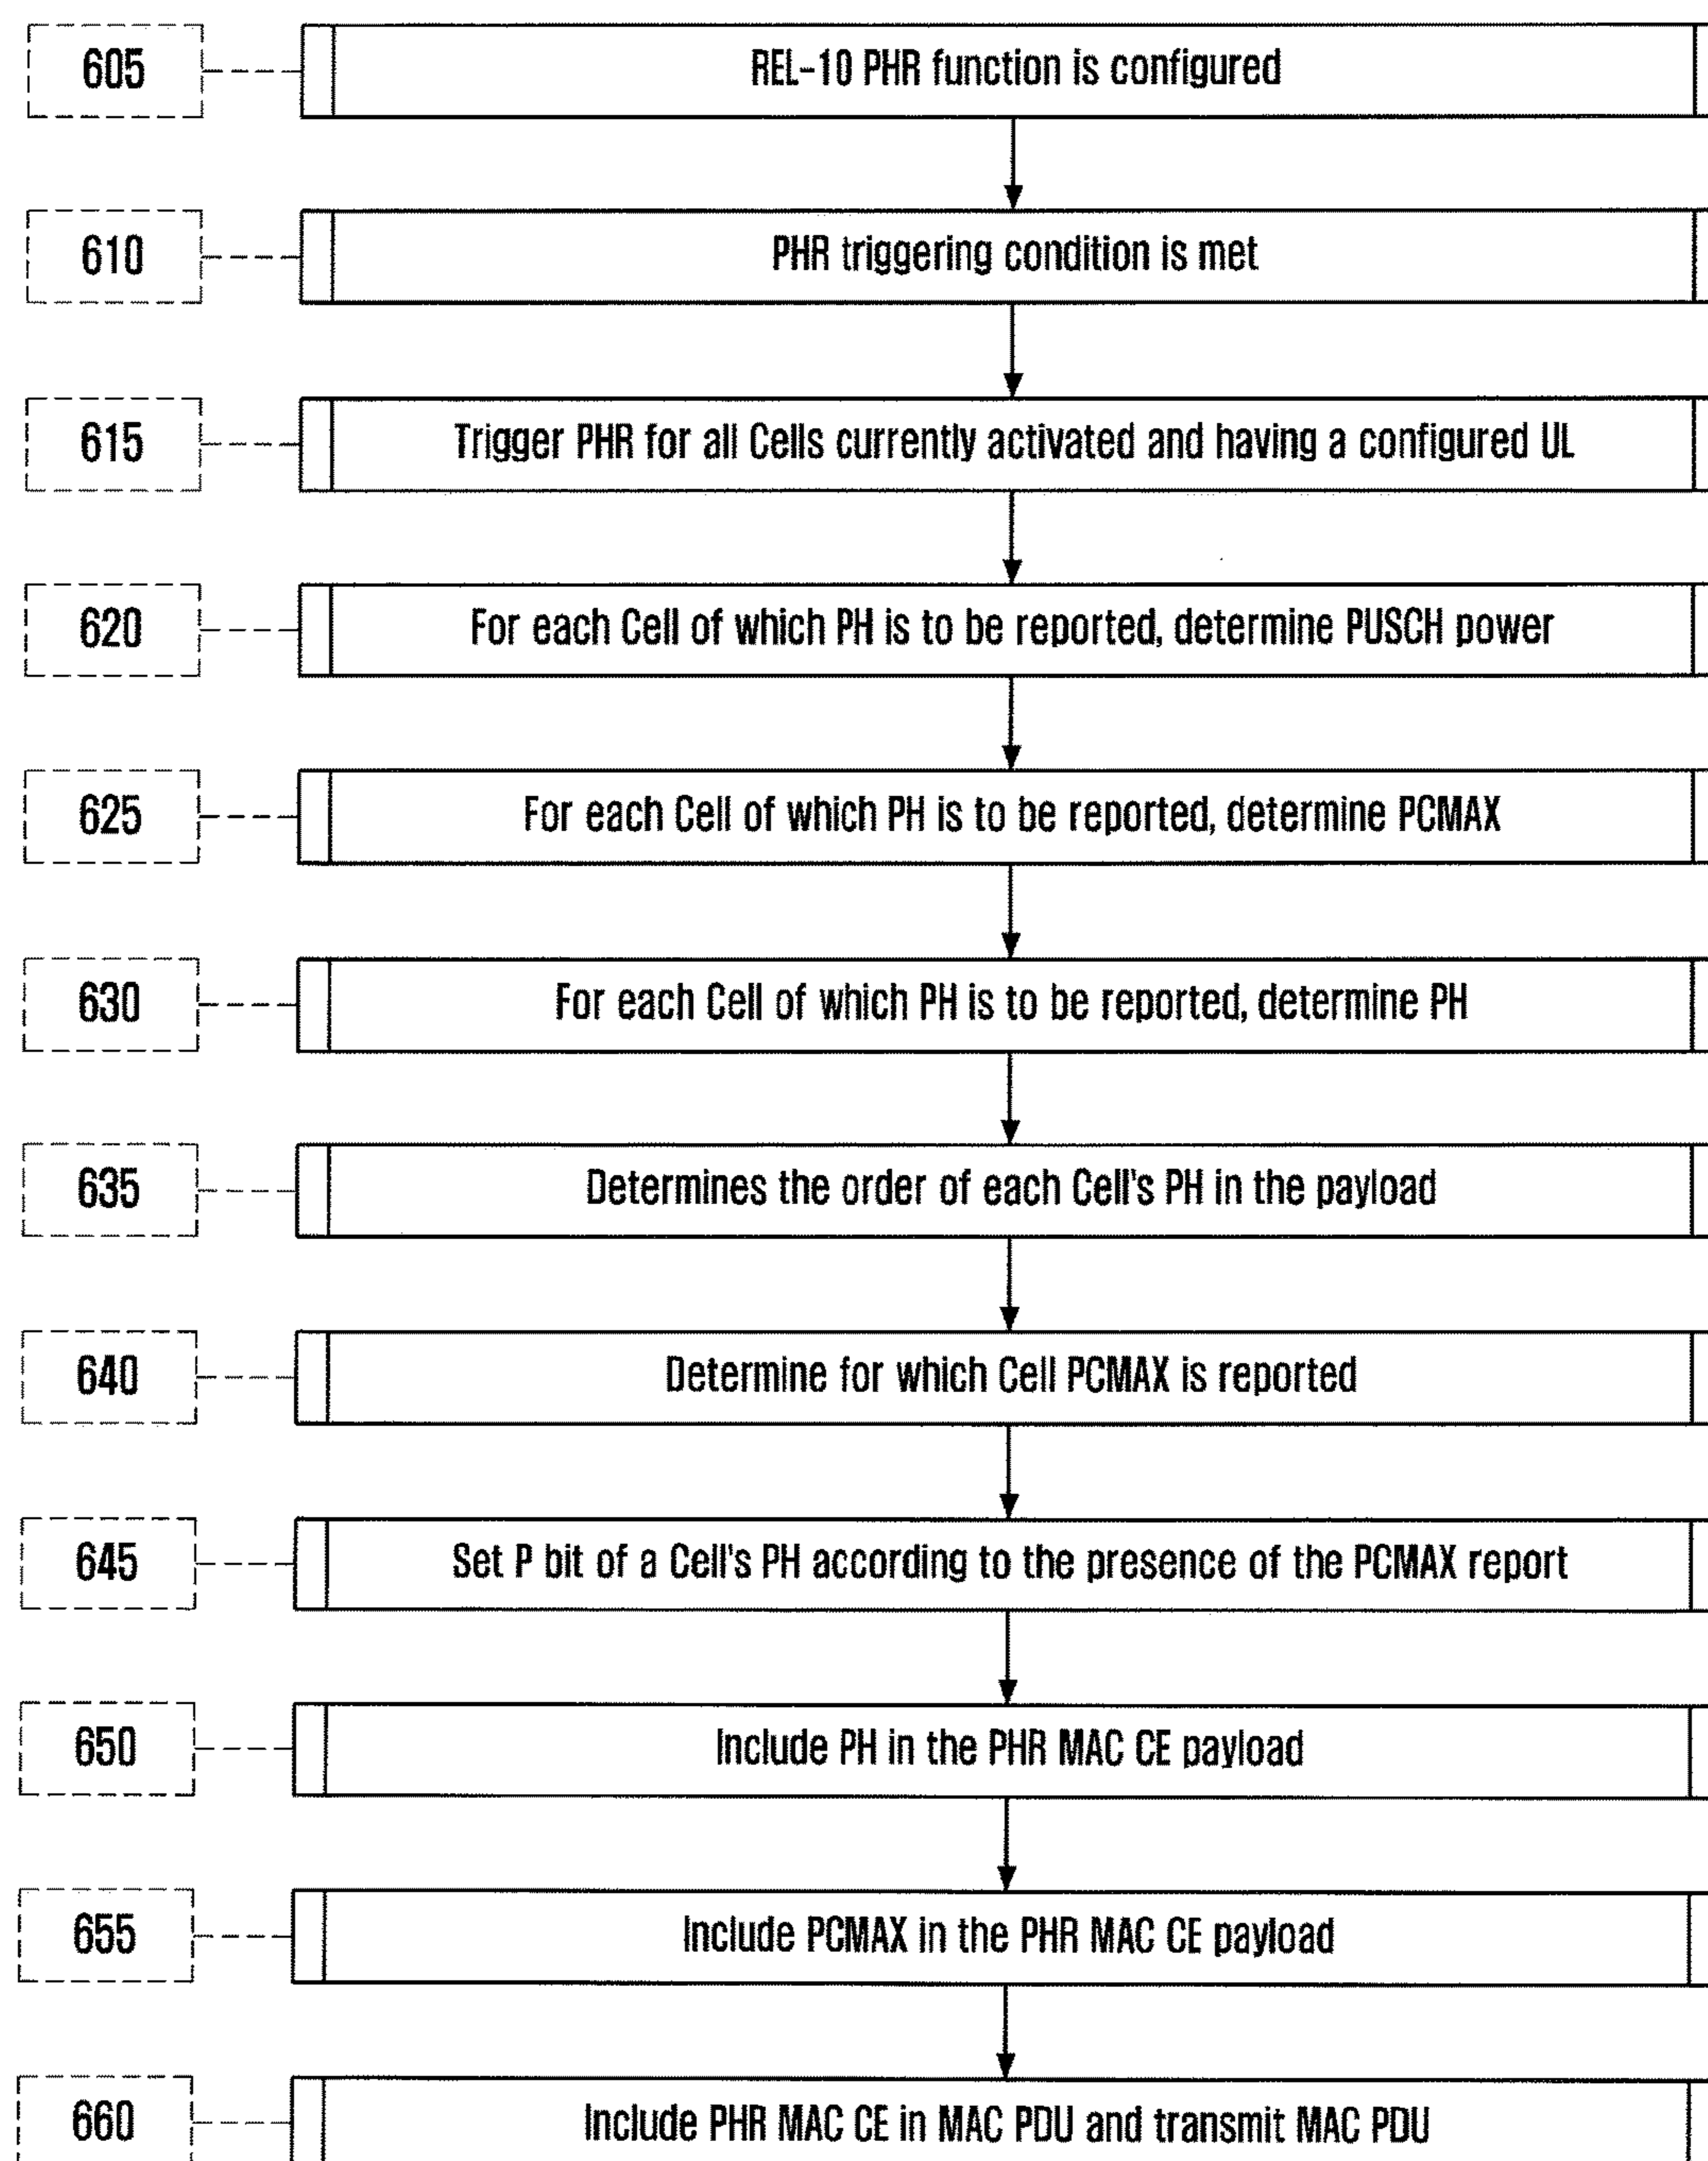 605 REL-10 PHR function is configured
610 PHR triggering condition is met
615 Trigger PHR for all Cells currently activated and having a configured UL
620 For each Cell of which PH is to be reported, determine PUSCH power
625 For each Cell of which PH is to be reported, determine PCMAX
630 For each Cell of which PH is to be reported, determine PH
635 Determines the order of each Cell's PH in the payload
640 Determine for which Cell PCMAX is reported
645 Set P bit of a Cell's PH according to the presence of the PCMAX report
650 Include PH in the PHR MAC CE payload
655 Include PCMAX in the PHR MAC CE payload
660 Include PHR MAC CE in MAC PDU and transmit MAC PDU